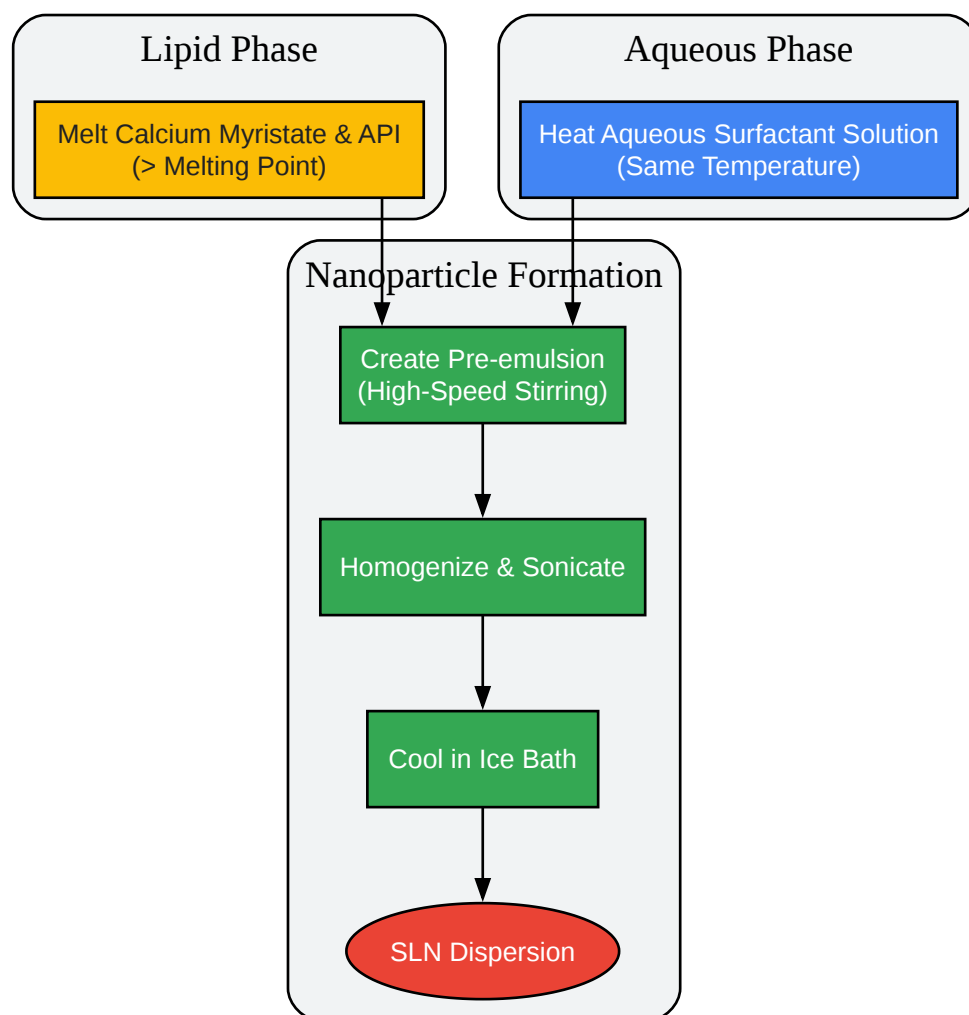 Lipid Phase
Melt Calcium Myristate & API
(> Melting Point)
Aqueous Phase
Heat Aqueous Surfactant Solution
(Same Temperature)
Nanoparticle Formation
Create Pre-emulsion
(High-Speed Stirring)
Homogenize & Sonicate
Cool in Ice Bath
SLN Dispersion